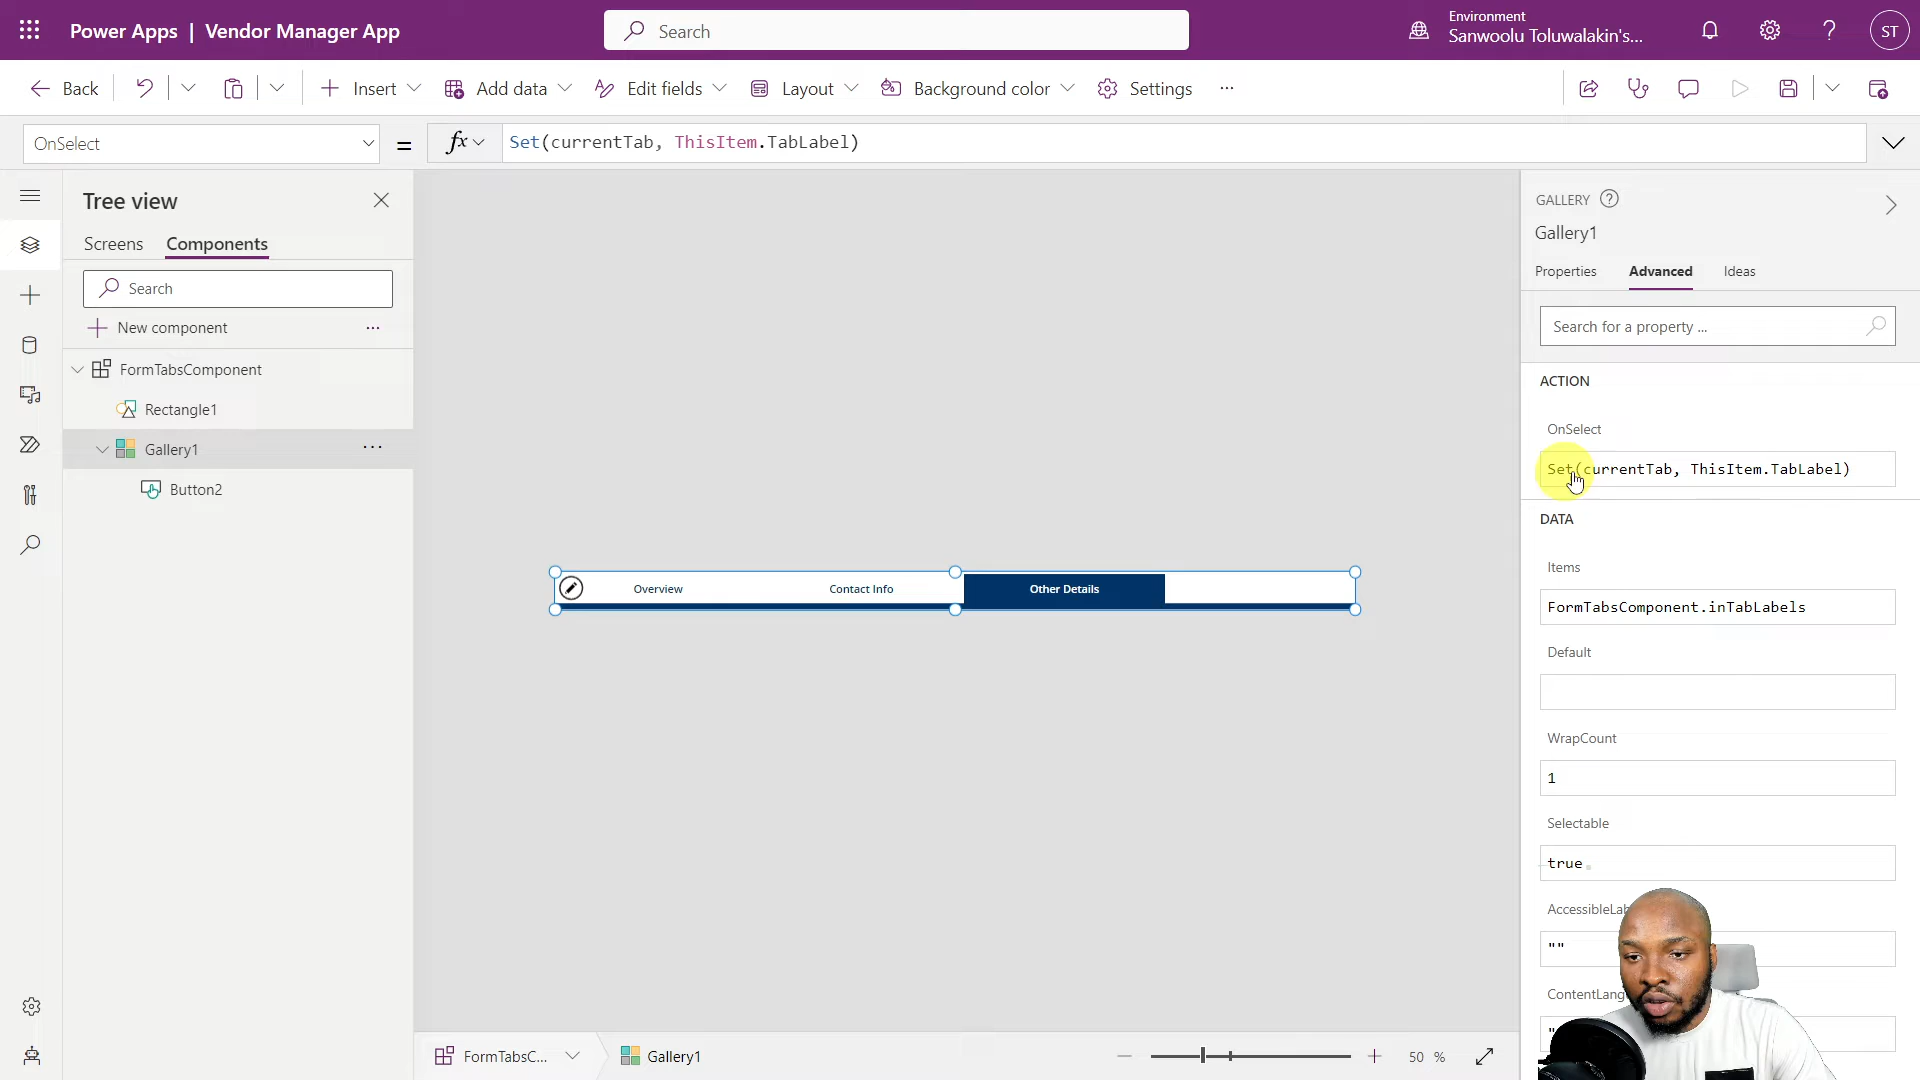 Power Apps | Vendor Manager App
Search
Environment
Sanwoolu Toluwalakin's...
ST
Back
Insert
Add data
Edit fields
Layout
Background color
Settings
OnSelect
=
fx
Set(currentTab, ThisItem.TabLabel)
Tree view
Screens
Components
Search
New component
FormTabsComponent
Rectangle1
Gallery1
Button2
Overview
Contact Info
Other Details
GALLERY
Gallery1
Properties
Advanced
Ideas
Search for a property ...
ACTION
OnSelect
Set(currentTab, ThisItem.TabLabel)
DATA
Items
FormTabsComponent.inTabLabels
Default
WrapCount
1
Selectable
true
AccessibleLab
""
ContentLang
"
FormTabsC...
Gallery1
50 %